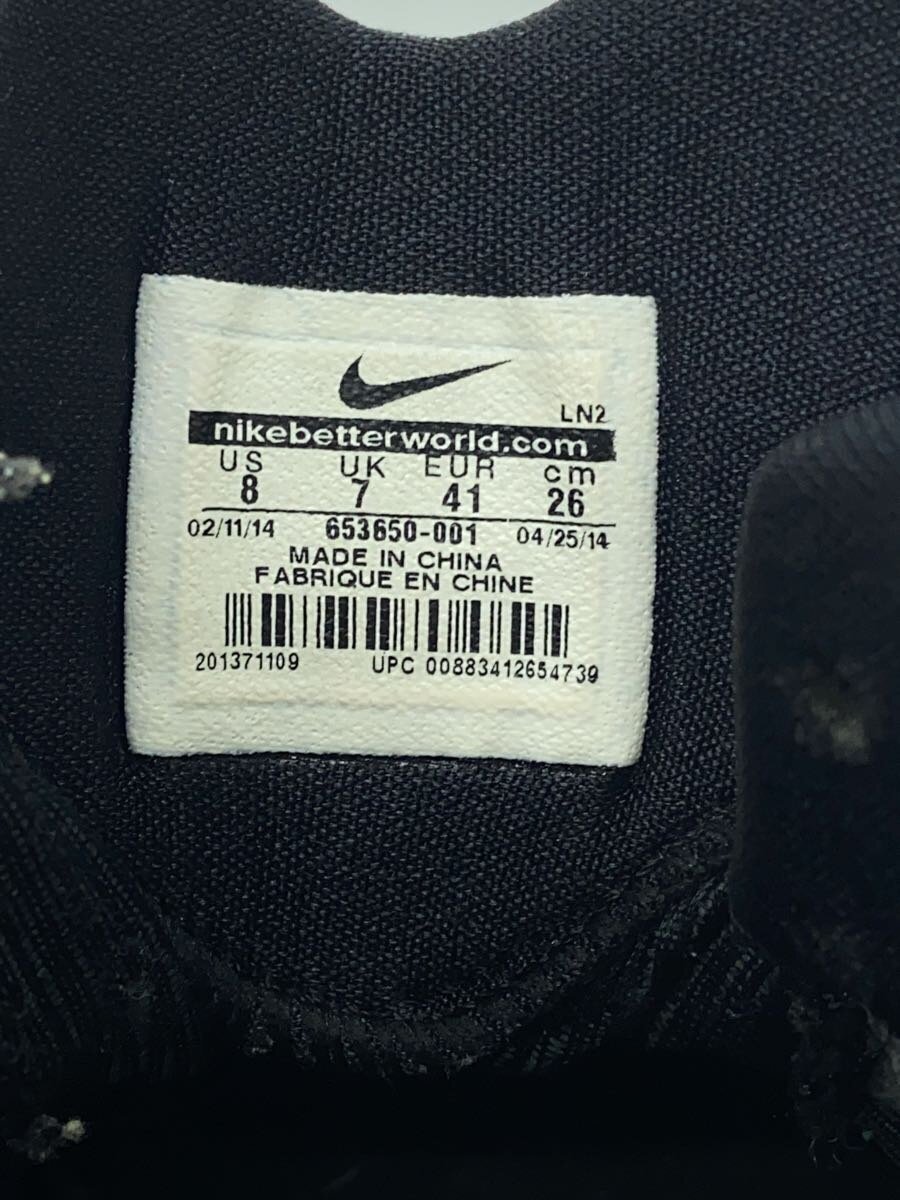 LN2
nikebetterworld.com
US UK EUR cm
8 7 41 26
02/11/14 653650-001 04/25/14
MADE IN CHINA
FABRIQUE EN CHINE
201371109 UPC 00883412654739